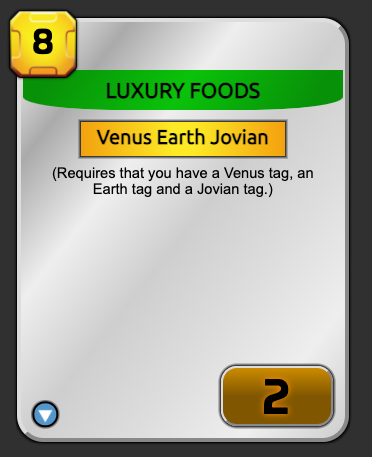 8
LUXURY FOODS
Venus Earth Jovian
(Requires that you have a Venus tag, an
Earth tag and a Jovian tag.)
2